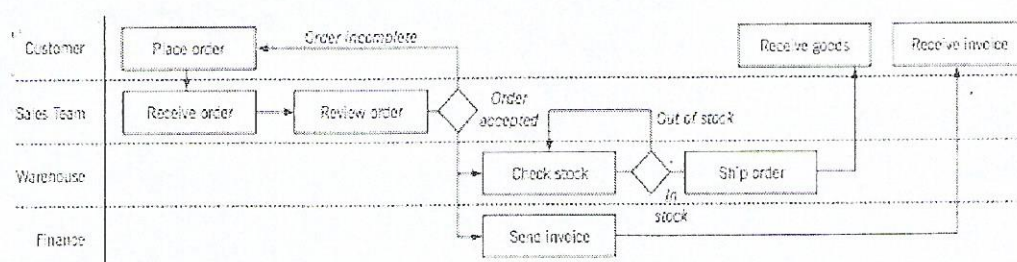 Customer
Place order
Order incomplete
Receive goods
Receive invoice
Sales Team
Receive order
Review order
Order
accepted
Out of stock
Warehouse
Check stock
Ship order
In
stock
Finance
Send invoice